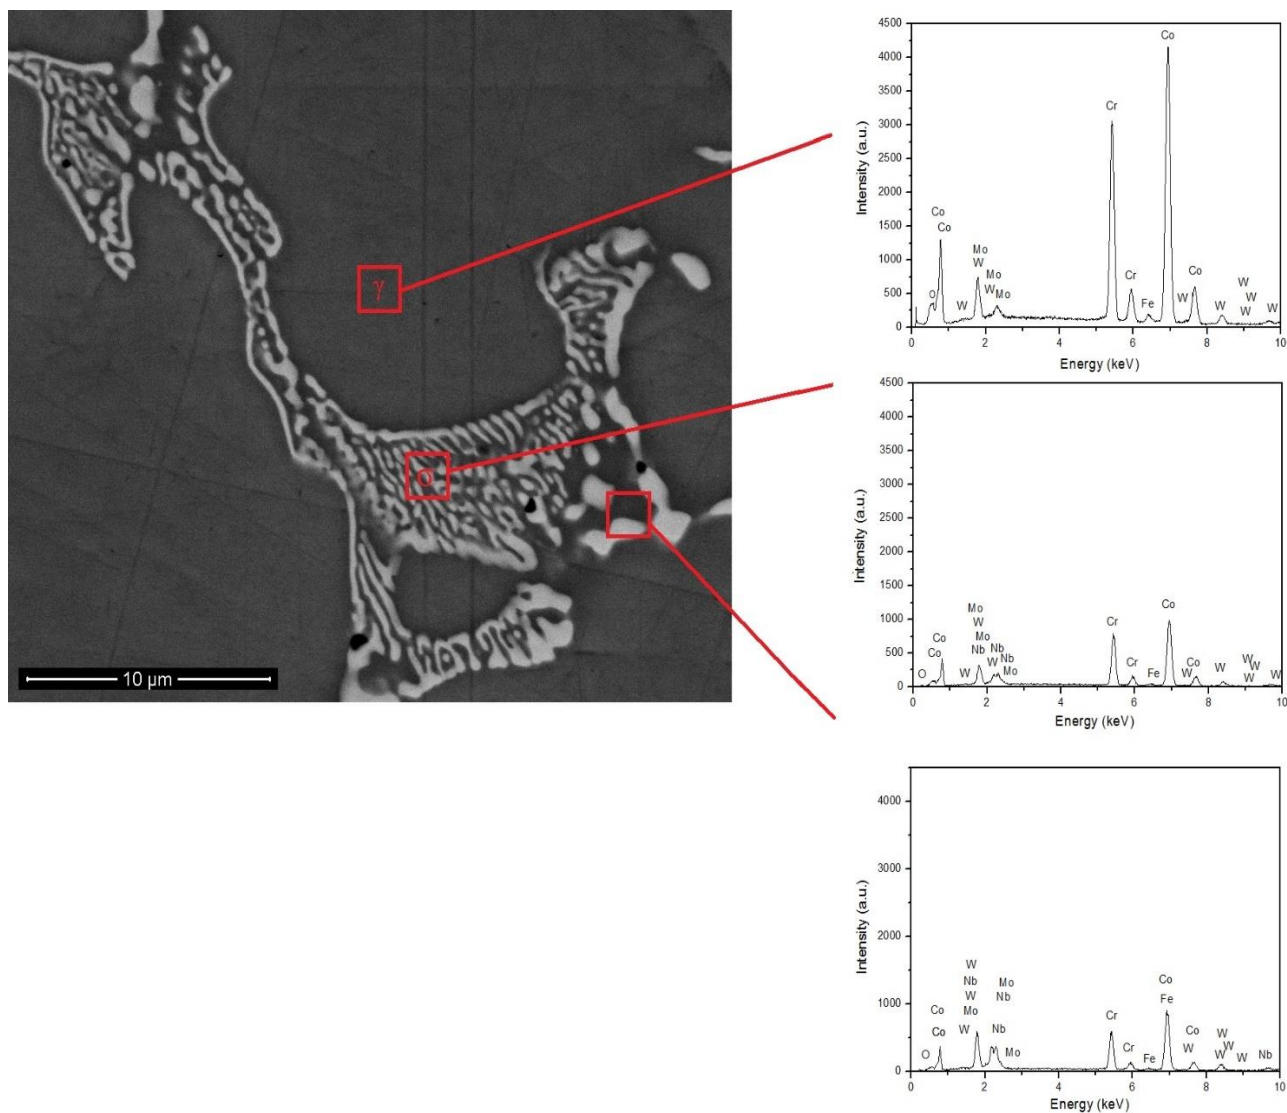 γ
σ
10 µm
4500
4000
3500
3000
2500
2000
1500
1000
500
0
Intensity (a.u.)
Co
Cr
Co
Co
Mo
W
Mo
W
Mo
O
W
Cr
Fe
Co
W
W
W
W
W
W
0 2 4 6 8 10
Energy (keV)
4500
4000
3500
3000
2500
2000
1500
1000
500
0
Intensity (a.u.)
Mo
W
Mo
Nb
Co
Co
O
W
Nb
W
Nb
Mo
Cr
Cr
Fe
Co
W
Co
W
W
W
W
W
0 2 4 6 8 10
Energy (keV)
4000
3000
2000
1000
0
Intensity (a.u.)
W
Nb
W
Mo
Mo
Nb
Co
Co
O
W
Nb
Mo
Cr
Cr
Fe
Co
Fe
Co
W
W
W
W
W
Nb
0 2 4 6 8 10
Energy (keV)